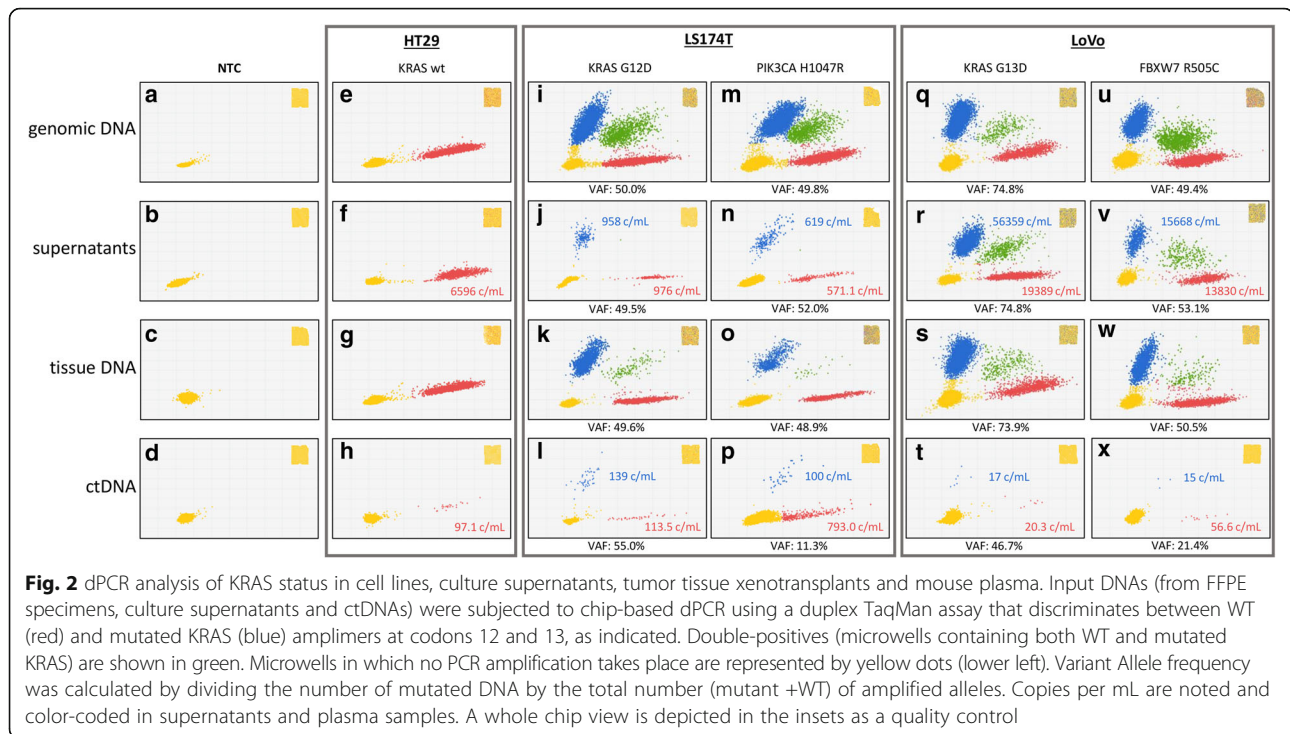 HT29
LS174T
LoVo
NTC
KRAS wt
KRAS G12D
PIK3CA H1047R
KRAS G13D
FBXW7 R505C
genomic DNA
a
e
i
m
q
u
VAF: 50.0%
VAF: 49.8%
VAF: 74.8%
VAF: 49.4%
supernatants
b
f
6596 c/mL
j
958 c/mL
976 c/mL
n
619 c/mL
571.1 c/mL
r
56359 c/mL
19389 c/mL
v
15668 c/mL
13830 c/mL
VAF: 49.5%
VAF: 52.0%
VAF: 74.8%
VAF: 53.1%
tissue DNA
c
g
k
o
s
w
VAF: 49.6%
VAF: 48.9%
VAF: 73.9%
VAF: 50.5%
ctDNA
d
h
97.1 c/mL
l
139 c/mL
113.5 c/mL
p
100 c/mL
793.0 c/mL
t
17 c/mL
20.3 c/mL
x
15 c/mL
56.6 c/mL
VAF: 55.0%
VAF: 11.3%
VAF: 46.7%
VAF: 21.4%
Fig. 2 dPCR analysis of KRAS status in cell lines, culture supernatants, tumor tissue xenotransplants and mouse plasma. Input DNAs (from FFPE
specimens, culture supernatants and ctDNAs) were subjected to chip-based dPCR using a duplex TaqMan assay that discriminates between WT
(red) and mutated KRAS (blue) amplimers at codons 12 and 13, as indicated. Double-positives (microwells containing both WT and mutated
KRAS) are shown in green. Microwells in which no PCR amplification takes place are represented by yellow dots (lower left). Variant Allele frequency
was calculated by dividing the number of mutated DNA by the total number (mutant +WT) of amplified alleles. Copies per mL are noted and
color-coded in supernatants and plasma samples. A whole chip view is depicted in the insets as a quality control